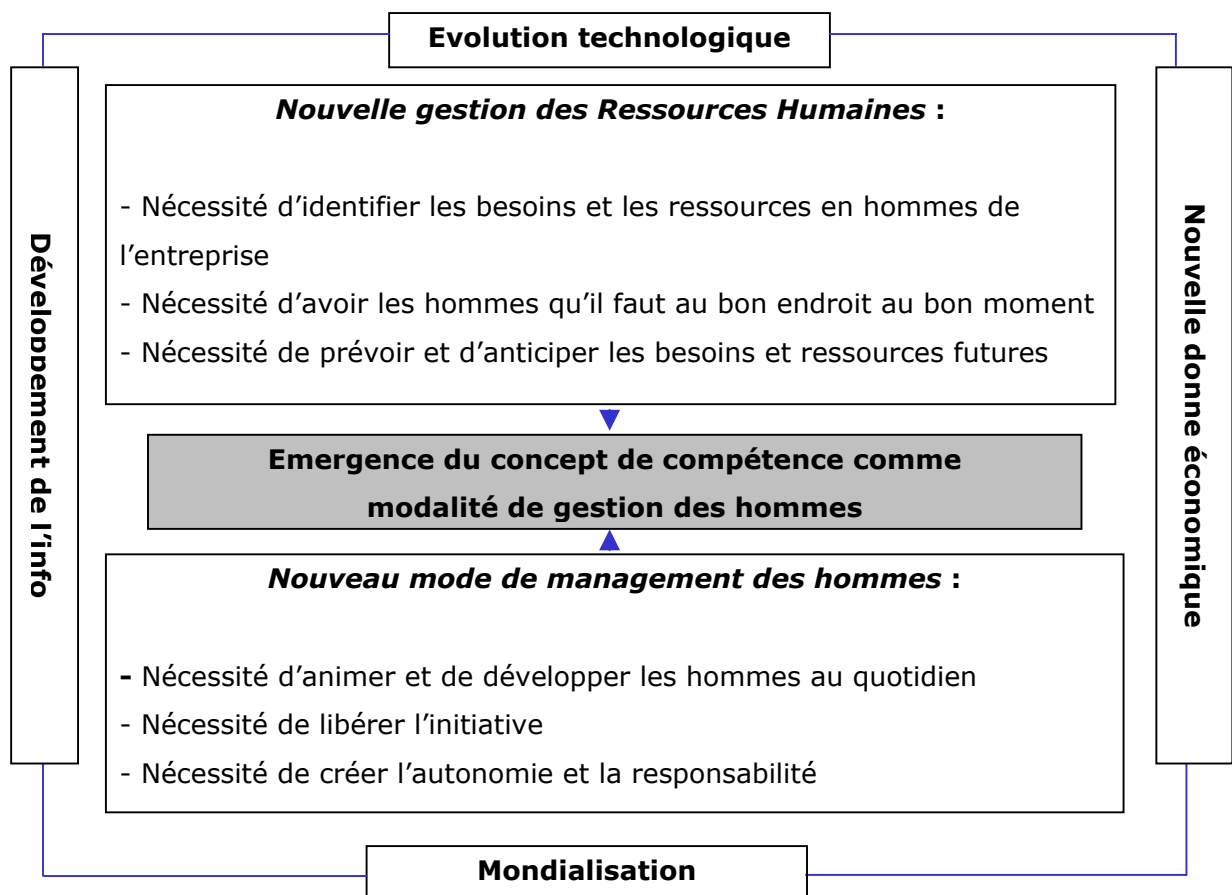 Evolution technologique
Développement de l'info
Nouvelle gestion des Ressources Humaines :
- Nécessité d'identifier les besoins et les ressources en hommes de
l'entreprise
- Nécessité d'avoir les hommes qu'il faut au bon endroit au bon moment
- Nécessité de prévoir et d'anticiper les besoins et ressources futures
Nouvelle donne économique
Emergence du concept de compétence comme
modalité de gestion des hommes
Nouveau mode de management des hommes :
- Nécessité d'animer et de développer les hommes au quotidien
- Nécessité de libérer l'initiative
- Nécessité de créer l'autonomie et la responsabilité
Mondialisation